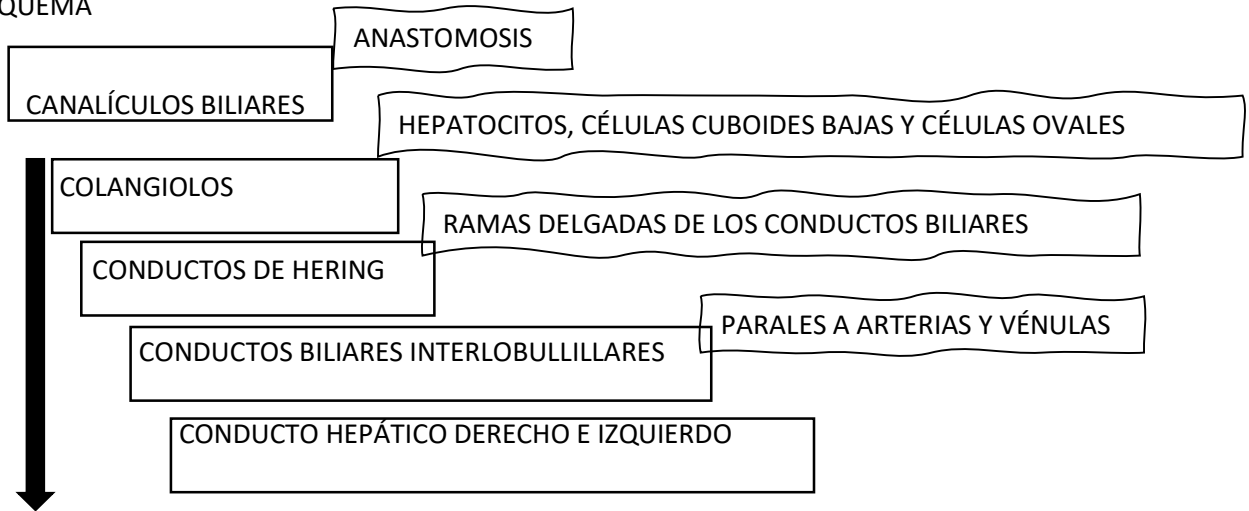 QUEMA
ANASTOMOSIS
CANALÍCULOS BILIARES
HEPATOCITOS, CÉLULAS CUBOIDES BAJAS Y CÉLULAS OVALES
COLANGIOLOS
RAMAS DELGADAS DE LOS CONDUCTOS BILIARES
CONDUCTOS DE HERING
PARALES A ARTERIAS Y VÉNULAS
CONDUCTOS BILIARES INTERLOBULLILLARES
CONDUCTO HEPÁTICO DERECHO E IZQUIERDO